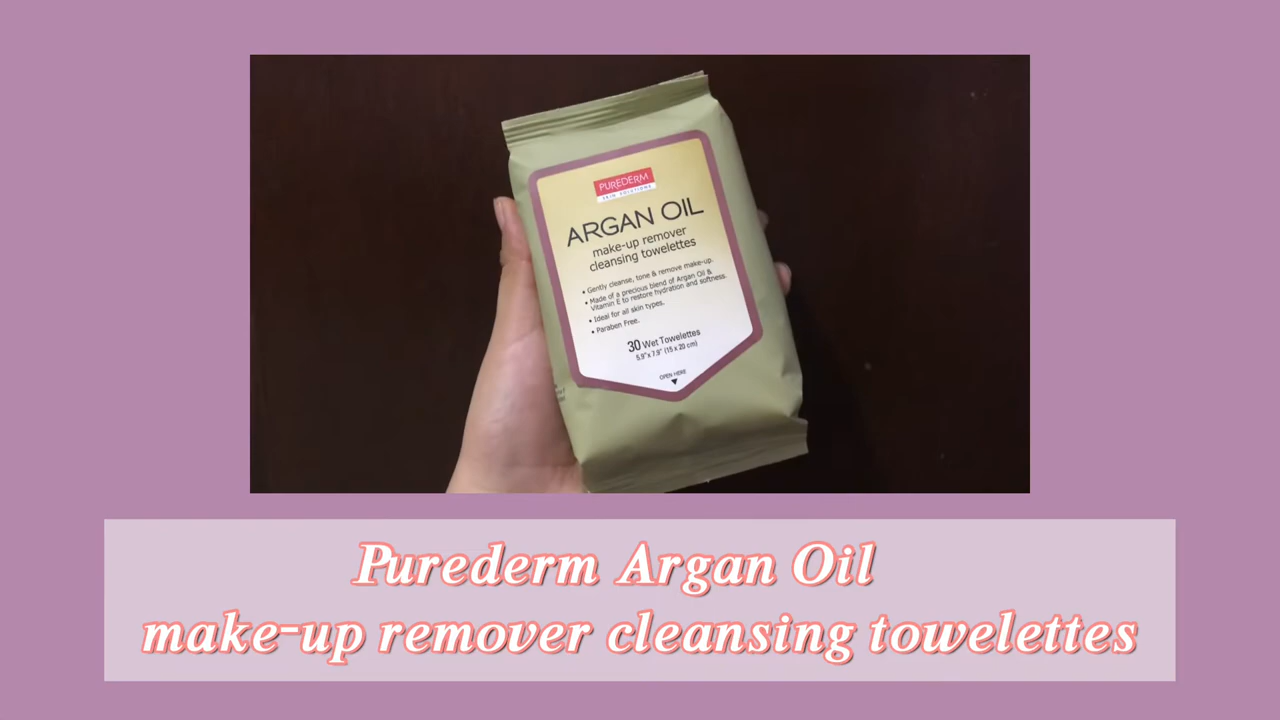 PUREDERM
SKIN SOLUTIONS
ARGAN OIL
make-up remover
cleansing towelettes
• Gently cleanse, tone & remove make-up.
• Made of a precious blend of Argan Oil &
Vitamin E to restore hydration and softness.
• Ideal for all skin types.
• Paraben Free.
30 Wet Towelettes
5.9"x 7.9" (15 x 20 cm)
OPEN HERE
Purederm Argan Oil
make-up remover cleansing towelettes